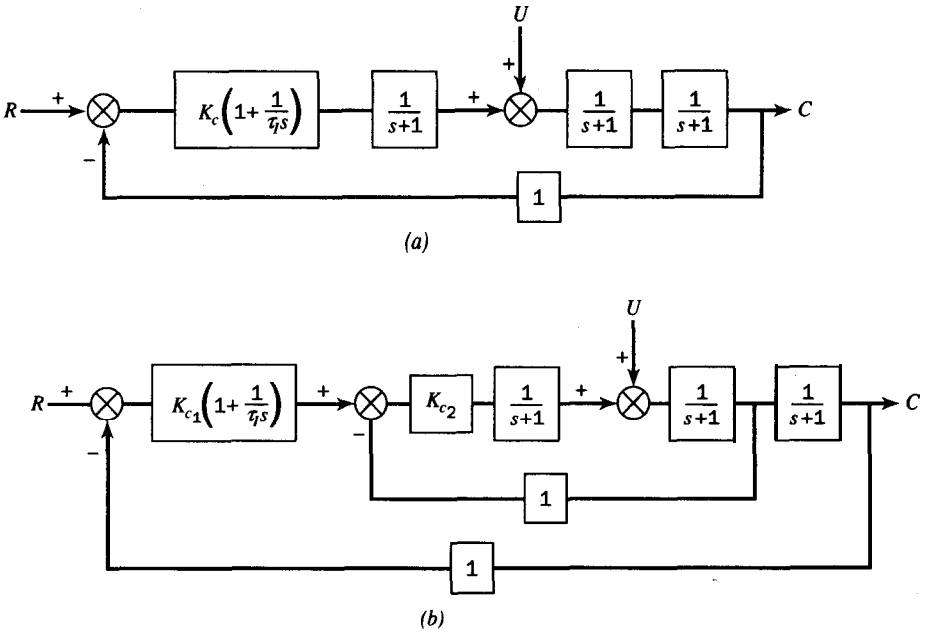 U
R + − K_c(1+ 1/τ_I s) 1/s+1 + + 1/s+1 1/s+1 C
1
(a)
U
R + − K_c1(1+ 1/τ_I s) + − K_c2 1/s+1 + + 1/s+1 1/s+1 C
1
1
(b)